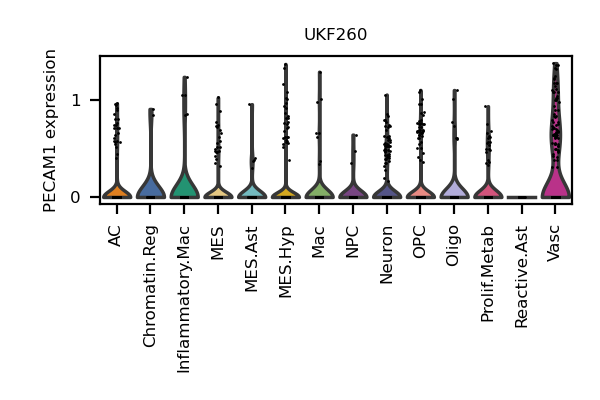 UKF260
PECAM1 expression
1
0
AC
Chromatin.Reg
Inflammatory.Mac
MES
MES.Ast
MES.Hyp
Mac
NPC
Neuron
OPC
Oligo
Prolif.Metab
Reactive.Ast
Vasc